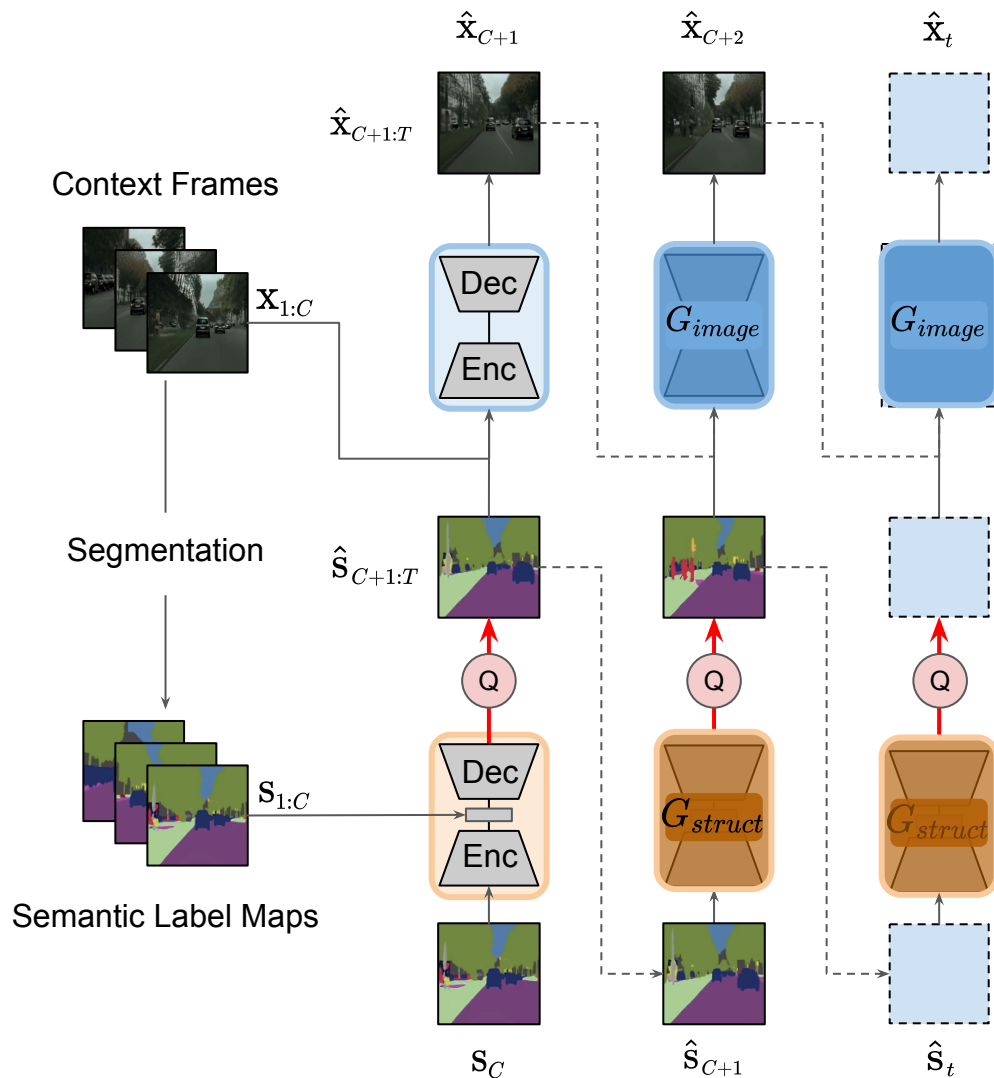 x̂_{C+1}
x̂_{C+2}
x̂_t
x̂_{C+1:T}
Context Frames
x_{1:C}
Dec
Enc
G_{image}
G_{image}
Segmentation
ŝ_{C+1:T}
Q
Q
Q
s_{1:C}
Dec
Enc
G_{struct}
G_{struct}
Semantic Label Maps
s_C
ŝ_{C+1}
ŝ_t